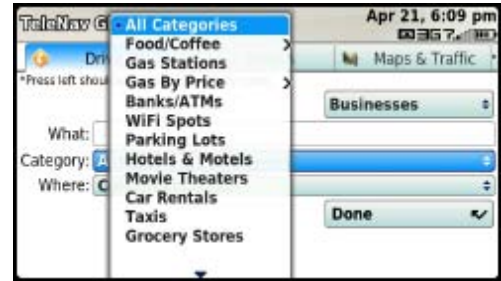 TeleNav G
Apr 21, 6:09 pm
3G
Dri
Maps & Traffic
*Press left shou
Businesses
What:
Category: A
Where: C
Done
All Categories
Food/Coffee
Gas Stations
Gas By Price
Banks/ATMs
WiFi Spots
Parking Lots
Hotels & Motels
Movie Theaters
Car Rentals
Taxis
Grocery Stores